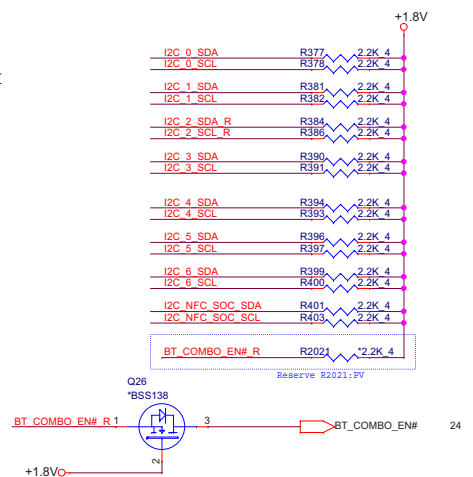 +1.8V
I2C_0_SDA R377 2.2K_4
I2C_0_SCL R378 2.2K_4
I2C_1_SDA R381 2.2K_4
I2C_1_SCL R382 2.2K_4
I2C_2_SDA_R R384 2.2K_4
I2C_2_SCL_R R386 2.2K_4
I2C_3_SDA R390 2.2K_4
I2C_3_SCL R391 2.2K_4
I2C_4_SDA R394 2.2K_4
I2C_4_SCL R393 2.2K_4
I2C_5_SDA R396 2.2K_4
I2C_5_SCL R397 2.2K_4
I2C_6_SDA R399 2.2K_4
I2C_6_SCL R400 2.2K_4
I2C_NFC_SOC_SDA R401 2.2K_4
I2C_NFC_SOC_SCL R403 2.2K_4
BT_COMBO_EN#_R R2021 *2.2K_4
Reserve R2021:PV
Q26
*BSS138
BT_COMBO_EN#_R 1 3 BT_COMBO_EN# 24
2
+1.8V